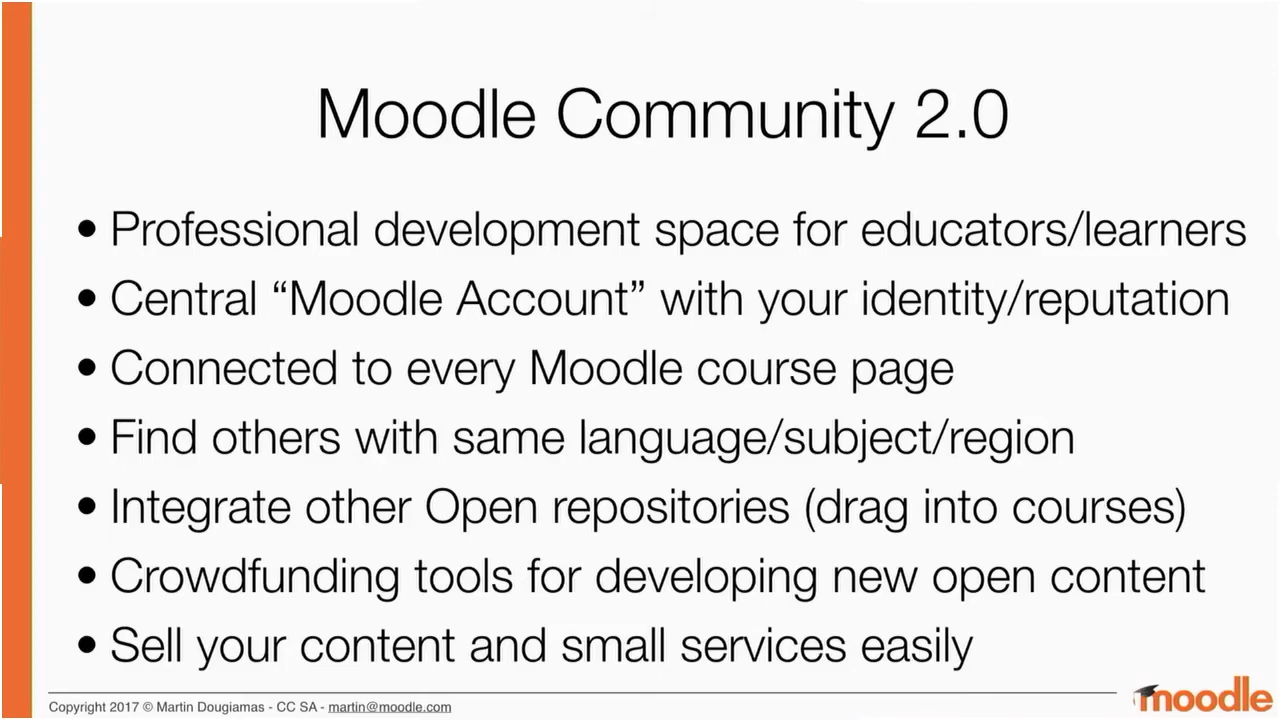 Moodle Community 2.0
• Professional development space for educators/learners
• Central “Moodle Account” with your identity/reputation
• Connected to every Moodle course page
• Find others with same language/subject/region
• Integrate other Open repositories (drag into courses)
• Crowdfunding tools for developing new open content
• Sell your content and small services easily
Copyright 2017 © Martin Dougiamas - CC SA - martin@moodle.com
moodle